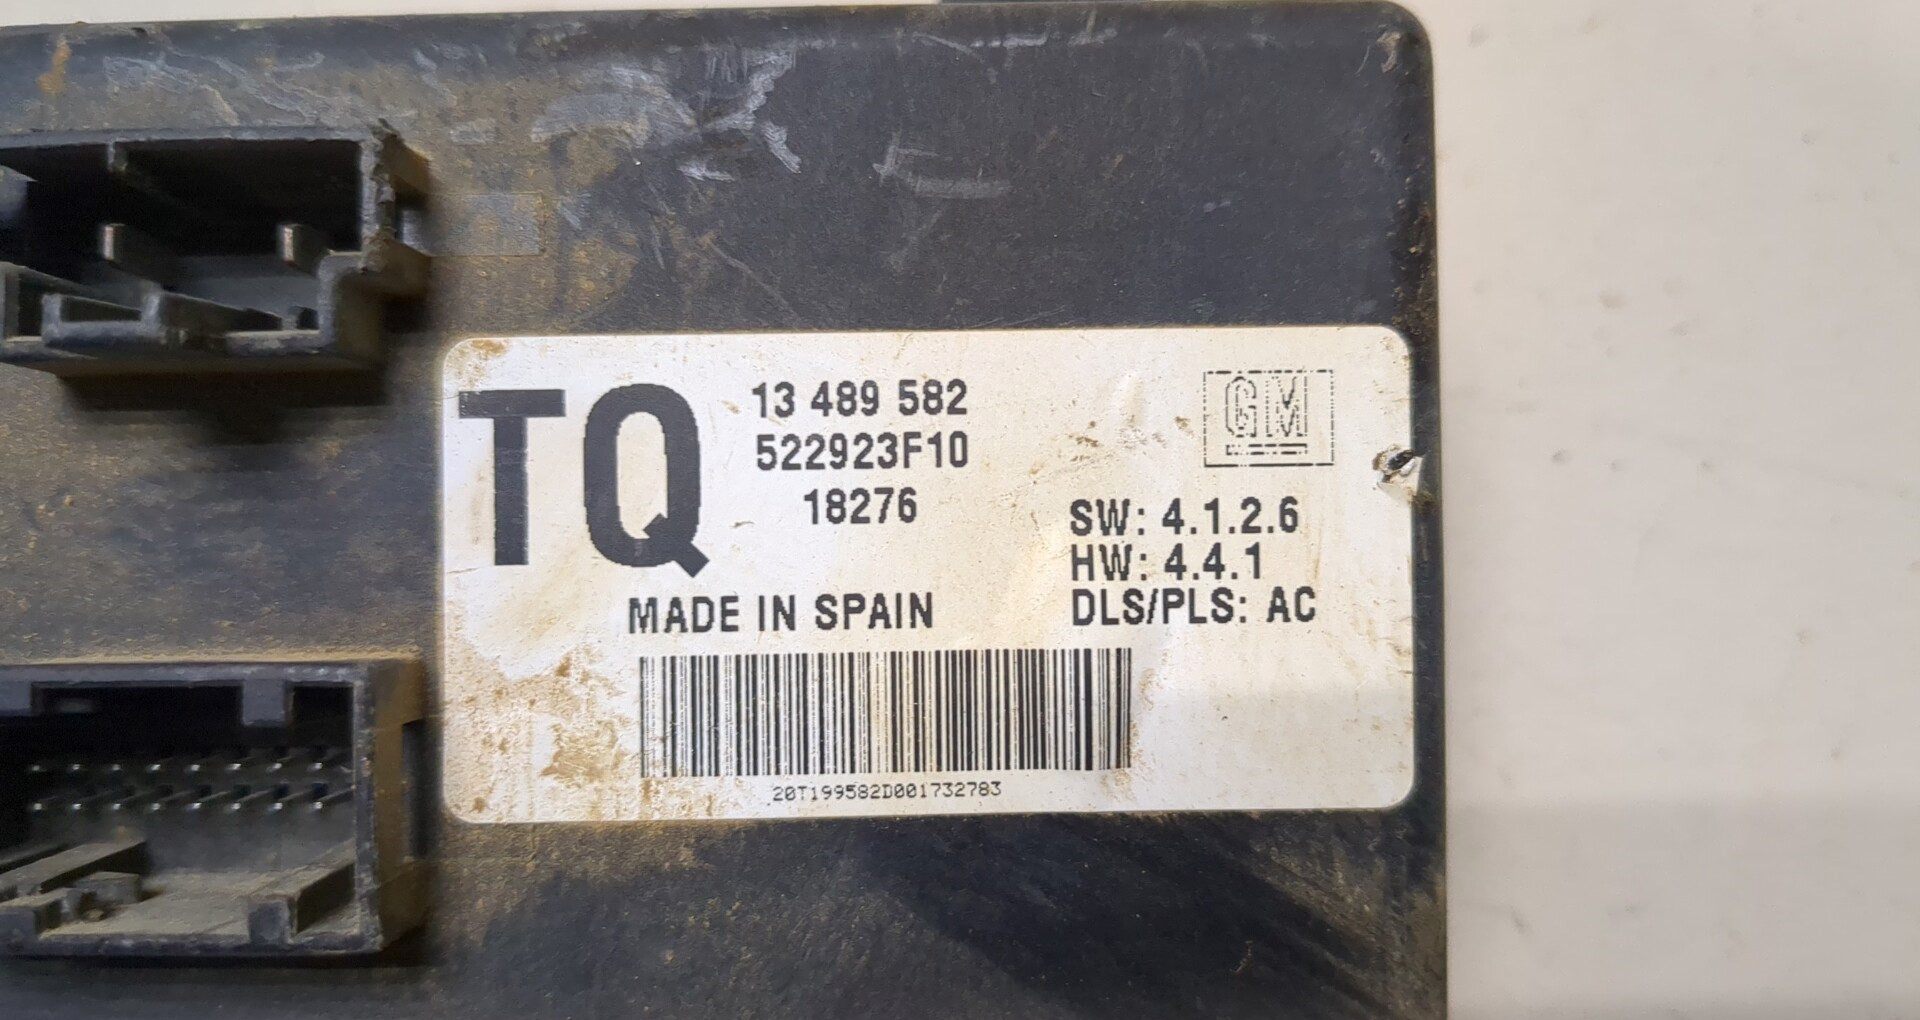 TQ
13 489 582
522923F10
18276
GM
SW: 4.1.2.6
HW: 4.4.1
DLS/PLS: AC
MADE IN SPAIN
20T199582D001732783